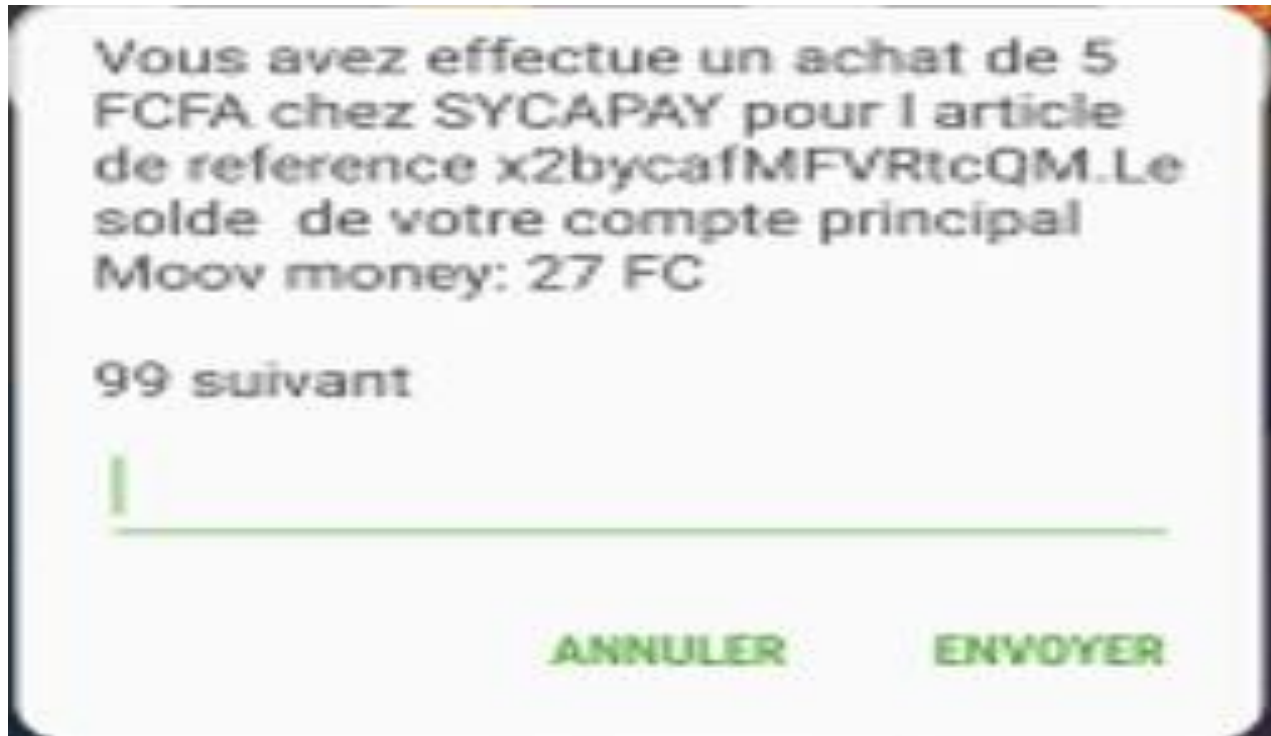 Vous avez effectue un achat de 5
FCFA chez SYCAPAY pour l article
de reference x2bycafMFVRtcQM.Le
solde  de votre compte principal
Moov money: 27 FC
99 suivant
ANNULER ENVOYER